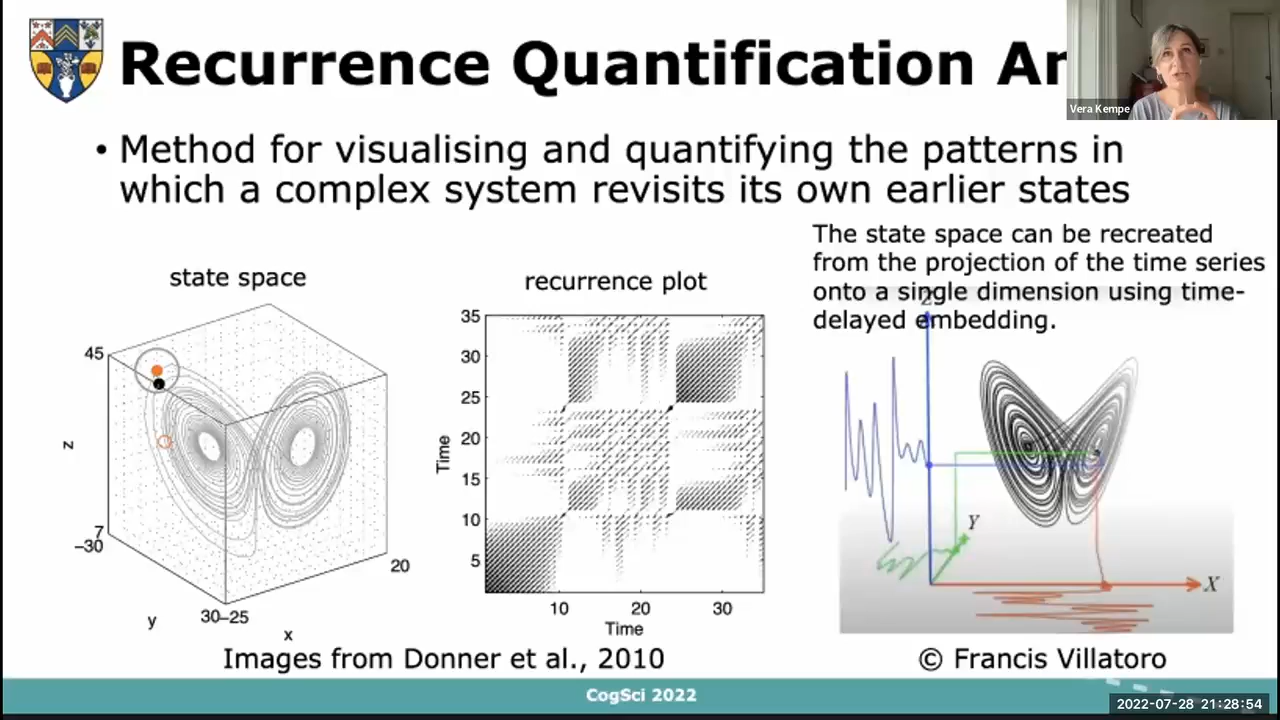 Recurrence Quantification An
Vera Kempe
• Method for visualising and quantifying the patterns in
which a complex system revisits its own earlier states
The state space can be recreated
from the projection of the time series
onto a single dimension using time-
delayed embedding.
state space
45
z
7
–30
y
30–25
x
20
recurrence plot
35
30
25
20
15
10
5
Time
10 20 30
Time
Z
Y
X
Images from Donner et al., 2010
© Francis Villatoro
CogSci 2022
2022-07-28 21:28:54